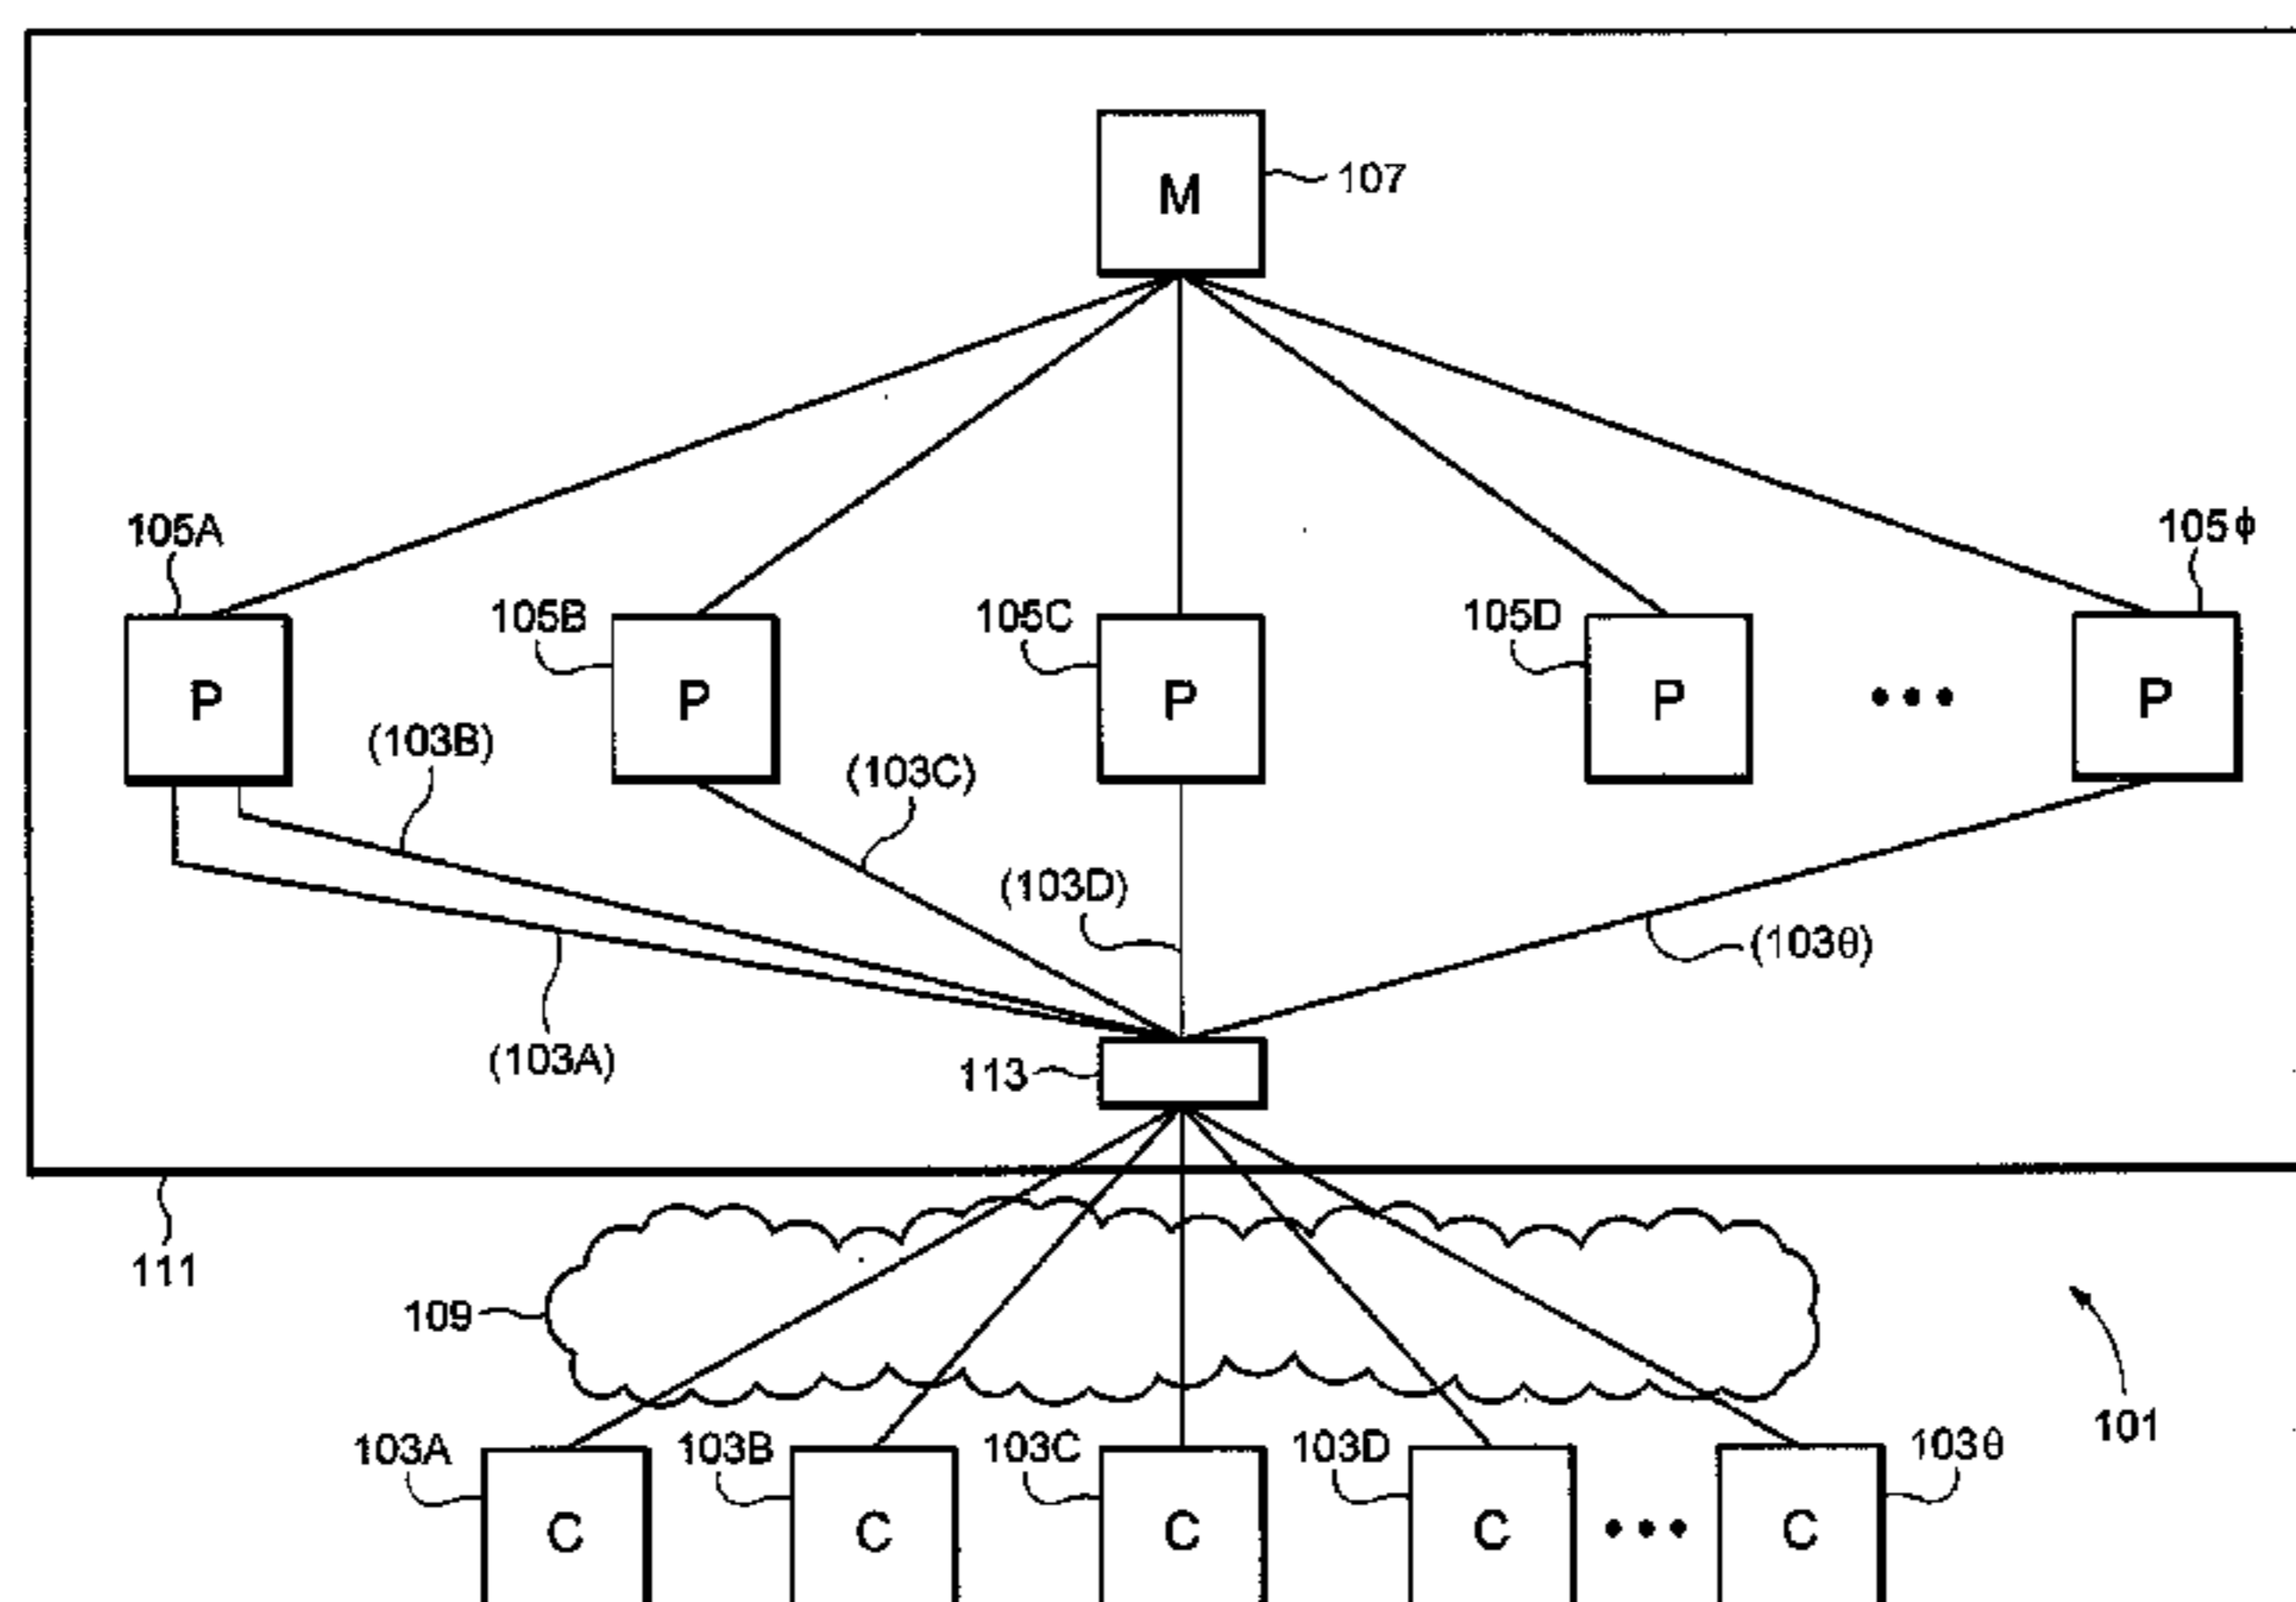 M
107
105A
105B
105C
105D
105ϕ
P
P
P
P
•••
P
(103B)
(103C)
(103D)
(103θ)
(103A)
113
111
109
101
103A
103B
103C
103D
103θ
C
C
C
C
•••
C